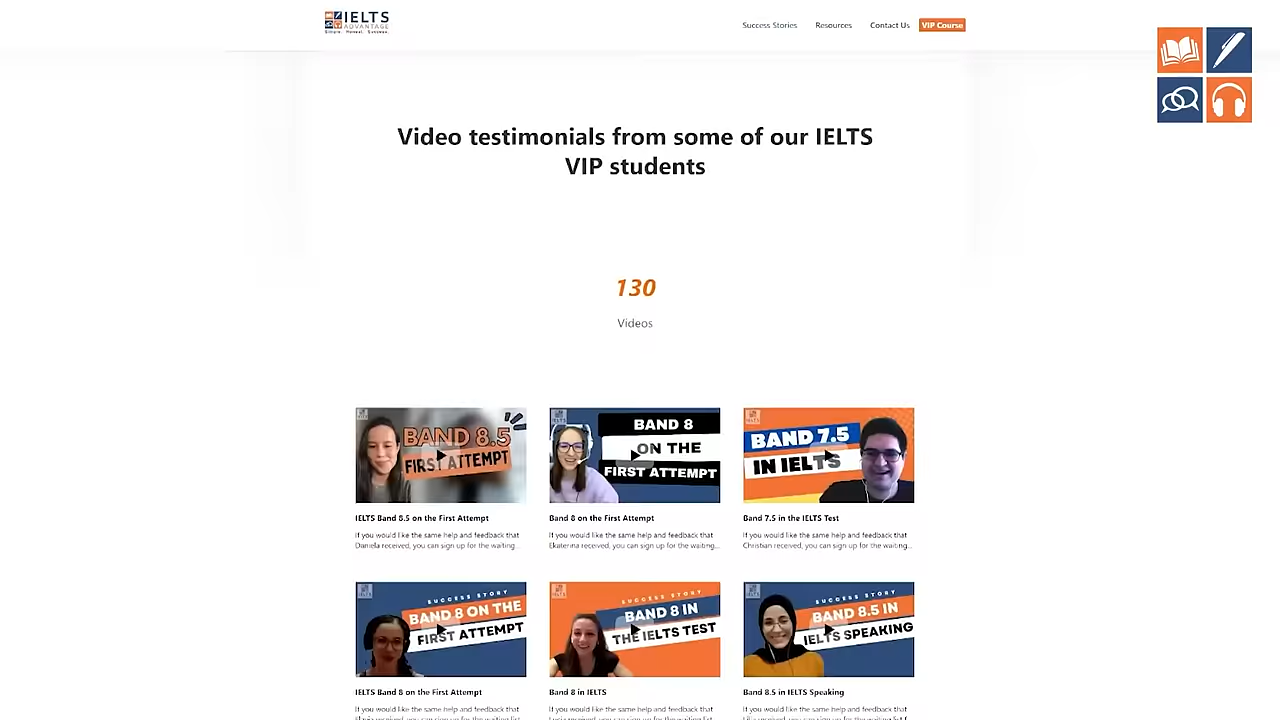 IELTS
ADVANTAGE
Simple. Honest. Success.
Success Stories
Resources
Contact Us
VIP Course
Video testimonials from some of our IELTS
VIP students
130
Videos
BAND 8.5
FIRST ATTEMPT
BAND 8
ON THE
FIRST ATTEMPT
BAND 7.5
IN IELTS
IELTS Band 8.5 on the First Attempt
Band 8 on the First Attempt
Band 7.5 in the IELTS Test
If you would like the same help and feedback that
Daniela received, you can sign up for the waiting...
If you would like the same help and feedback that
Ekaterina received, you can sign up for the waiting...
If you would like the same help and feedback that
Christian received, you can sign up for the waiting...
SUCCESS STORY
BAND 8 ON THE
FIRST ATTEMPT
SUCCESS STORY
BAND 8 IN
THE IELTS TEST
SUCCESS STORY
BAND 8.5 IN
IELTS SPEAKING
IELTS Band 8 on the First Attempt
Band 8 in IELTS
Band 8.5 in IELTS Speaking
If you would like the same help and feedback that
If you would like the same help and feedback that
If you would like the same help and feedback that